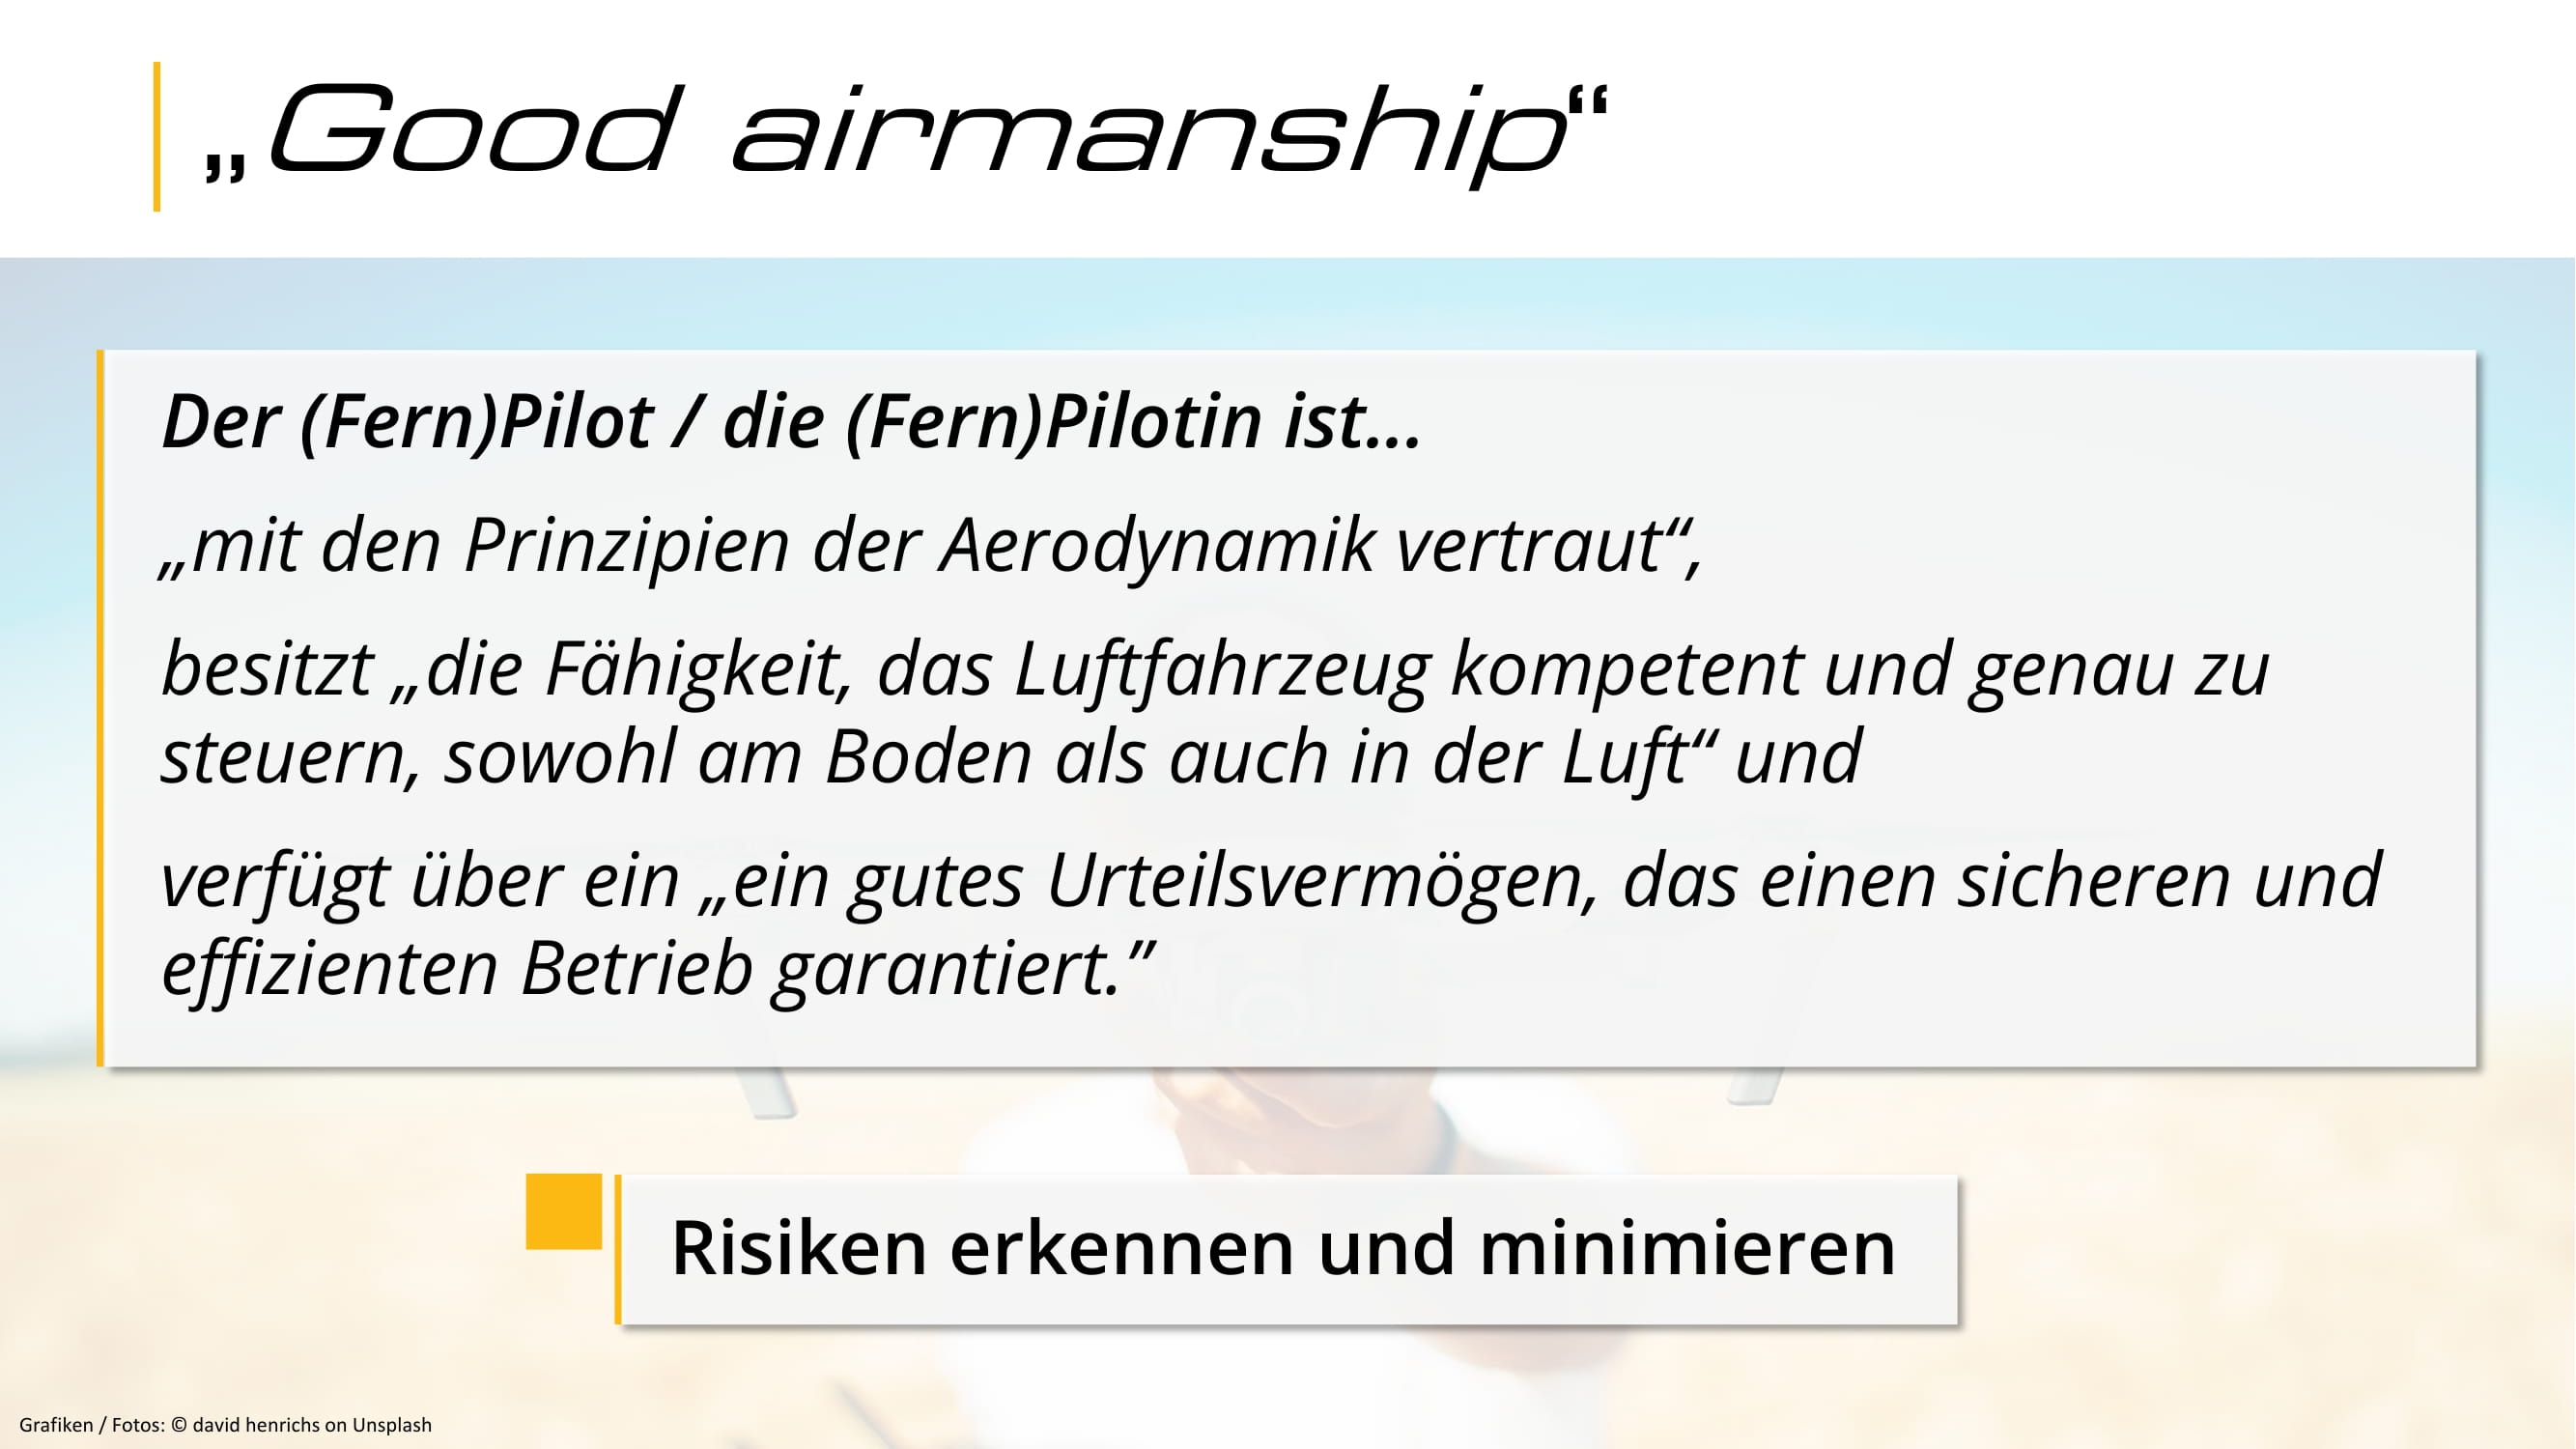 „Good airmanship“
Der (Fern)Pilot / die (Fern)Pilotin ist...
„mit den Prinzipien der Aerodynamik vertraut“,
besitzt „die Fähigkeit, das Luftfahrzeug kompetent und genau zu
steuern, sowohl am Boden als auch in der Luft“ und
verfügt über ein „ein gutes Urteilsvermögen, das einen sicheren und
effizienten Betrieb garantiert.”
Risiken erkennen und minimieren
Grafiken / Fotos: © david henrichs on Unsplash